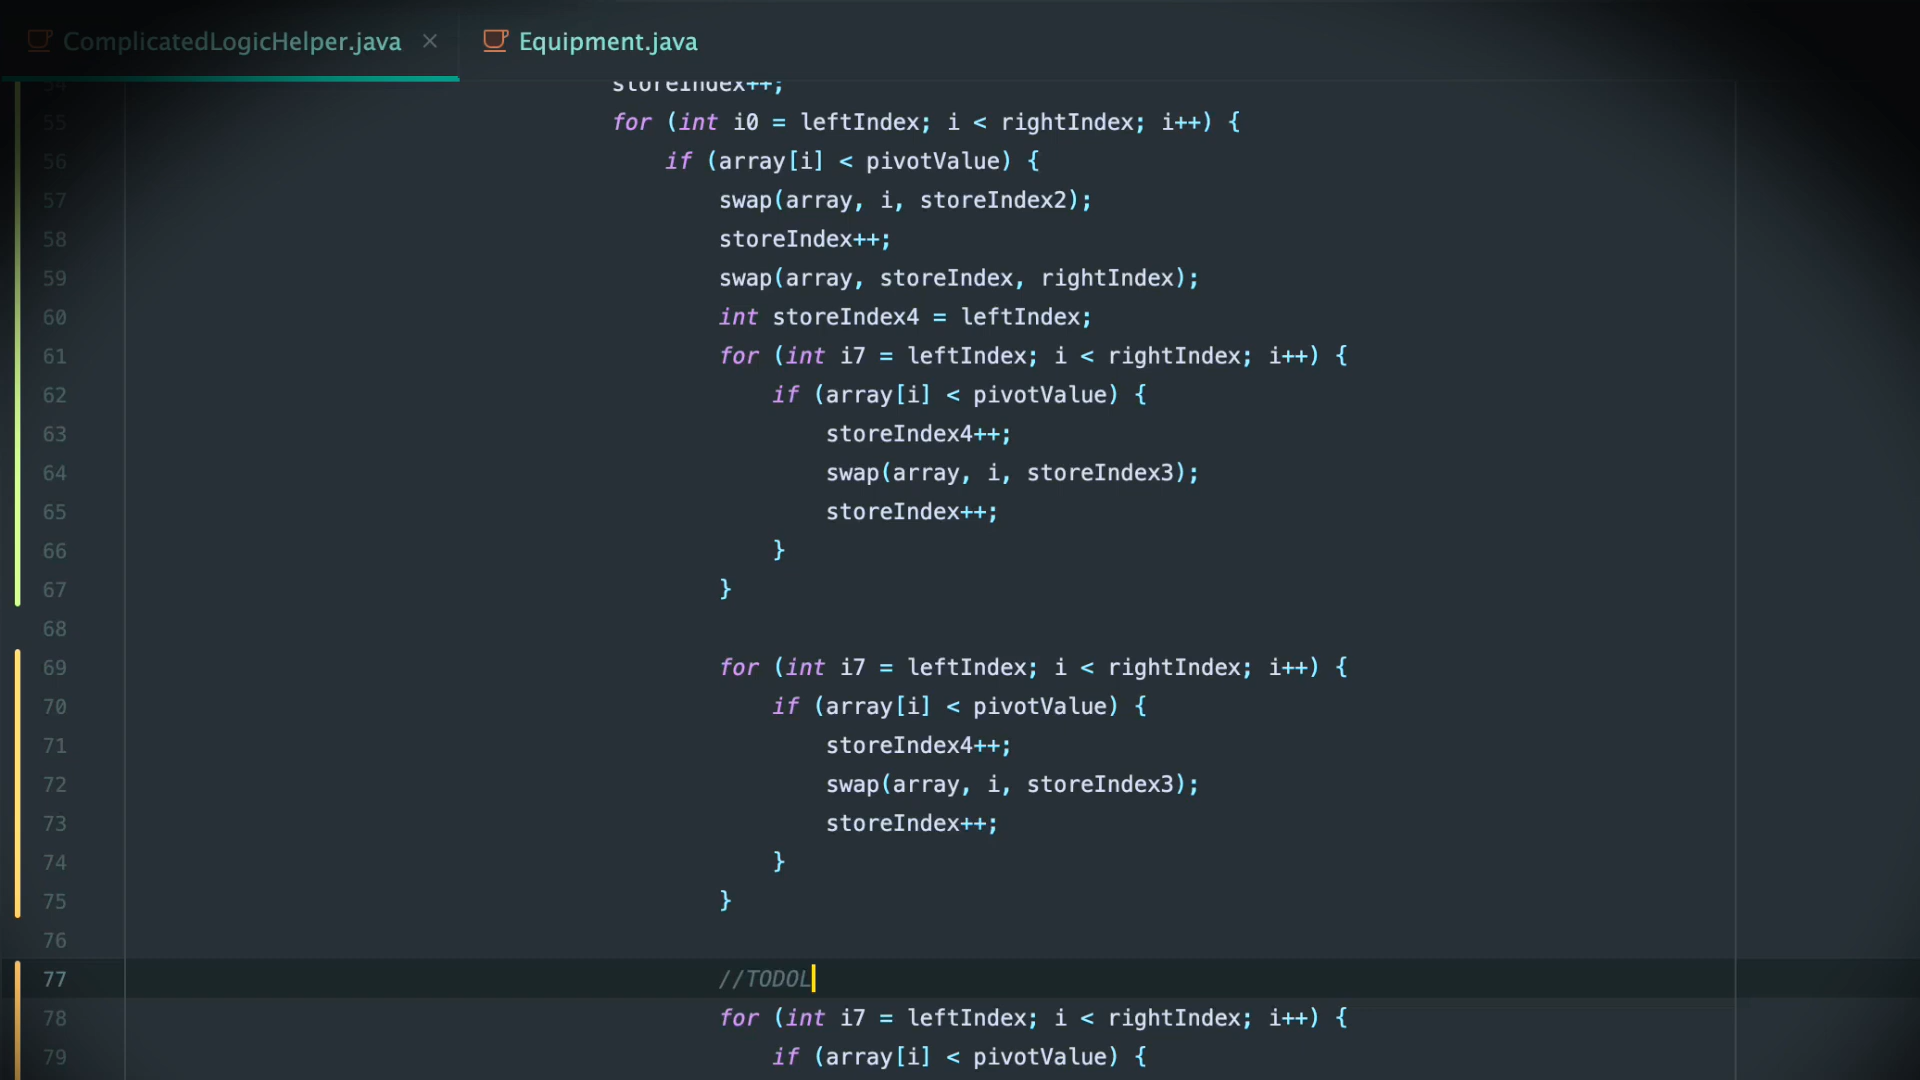 ComplicatedLogicHelper.java × Equipment.java
54 storeIndex++;
55 for (int i0 = leftIndex; i < rightIndex; i++) {
56 if (array[i] < pivotValue) {
57 swap(array, i, storeIndex2);
58 storeIndex++;
59 swap(array, storeIndex, rightIndex);
60 int storeIndex4 = leftIndex;
61 for (int i7 = leftIndex; i < rightIndex; i++) {
62 if (array[i] < pivotValue) {
63 storeIndex4++;
64 swap(array, i, storeIndex3);
65 storeIndex++;
66 }
67 }
68
69 for (int i7 = leftIndex; i < rightIndex; i++) {
70 if (array[i] < pivotValue) {
71 storeIndex4++;
72 swap(array, i, storeIndex3);
73 storeIndex++;
74 }
75 }
76
77 //TODOL
78 for (int i7 = leftIndex; i < rightIndex; i++) {
79 if (array[i] < pivotValue) {